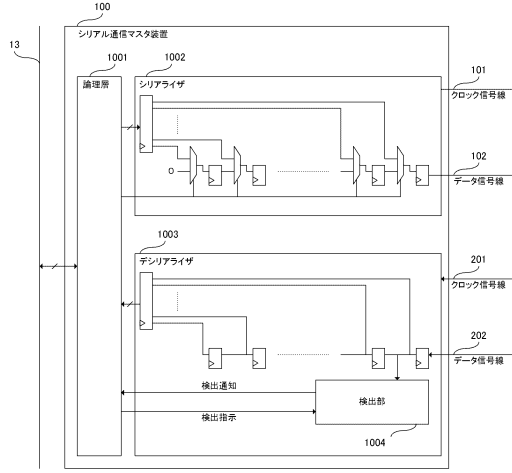 100
シリアル通信マスタ装置
13
1001
論理層
1002
シリアライザ
101
クロック信号線
102
データ信号線
0
1003
デシリアライザ
201
クロック信号線
202
データ信号線
検出通知
検出指示
検出部
1004